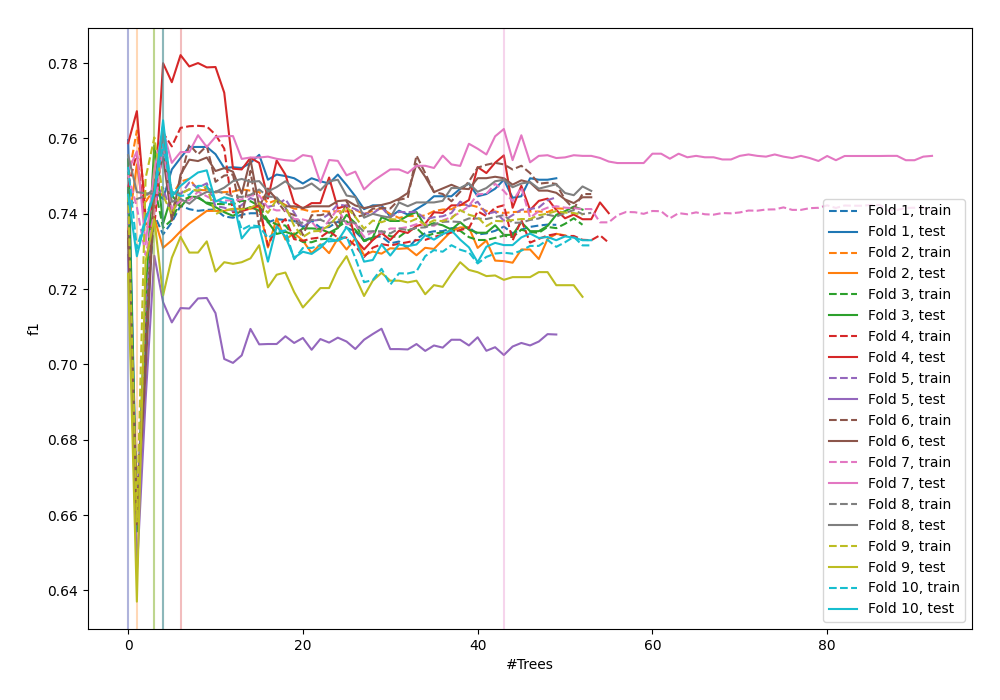 0.78
0.76
0.74
0.72
0.70
0.68
0.66
0.64
f1
0
20
40
60
80
#Trees
Fold 1, train
Fold 1, test
Fold 2, train
Fold 2, test
Fold 3, train
Fold 3, test
Fold 4, train
Fold 4, test
Fold 5, train
Fold 5, test
Fold 6, train
Fold 6, test
Fold 7, train
Fold 7, test
Fold 8, train
Fold 8, test
Fold 9, train
Fold 9, test
Fold 10, train
Fold 10, test